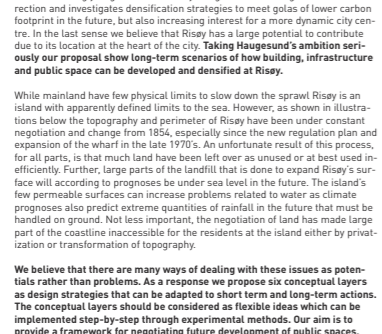 rection and investigates densification strategies to meet golas of lower carbon
footprint in the future, but also increasing interest for a more dynamic city cen-
tre. In the last sense we believe that Risøy has a large potential to contribute
due to its location at the heart of the city. Taking Haugesund's ambition seri-
ously our proposal show long-term scenarios of how building, infrastructure
and public space can be developed and densified at Risøy.
While mainland have few physical limits to slow down the sprawl Risøy is an
island with apparently defined limits to the sea. However, as shown in illustra-
tions below the topography and perimeter of Risøy have been under constant
negotiation and change from 1854, especially since the new regulation plan and
expansion of the wharf in the late 1970's. An unfortunate result of this process,
for all parts, is that much land have been left over as unused or at best used in-
efficiently. Further, large parts of the landfill that is done to expand Risøy's sur-
face will according to prognoses be under sea level in the future. The island's
few permeable surfaces can increase problems related to water as climate
prognoses also predict extreme quantities of rainfall in the future that must be
handled on ground. Not less important, the negotiation of land has made large
part of the coastline inaccessible for the residents at the island either by privat-
ization or transformation of topography.
We believe that there are many ways of dealing with these issues as poten-
tials rather than problems. As a response we propose six conceptual layers
as design strategies that can be adapted to short term and long-term actions.
The conceptual layers should be considered as flexible ideas which can be
implemented step-by-step through experimental methods. Our aim is to
provide a framework for negotiating future development of public spaces,